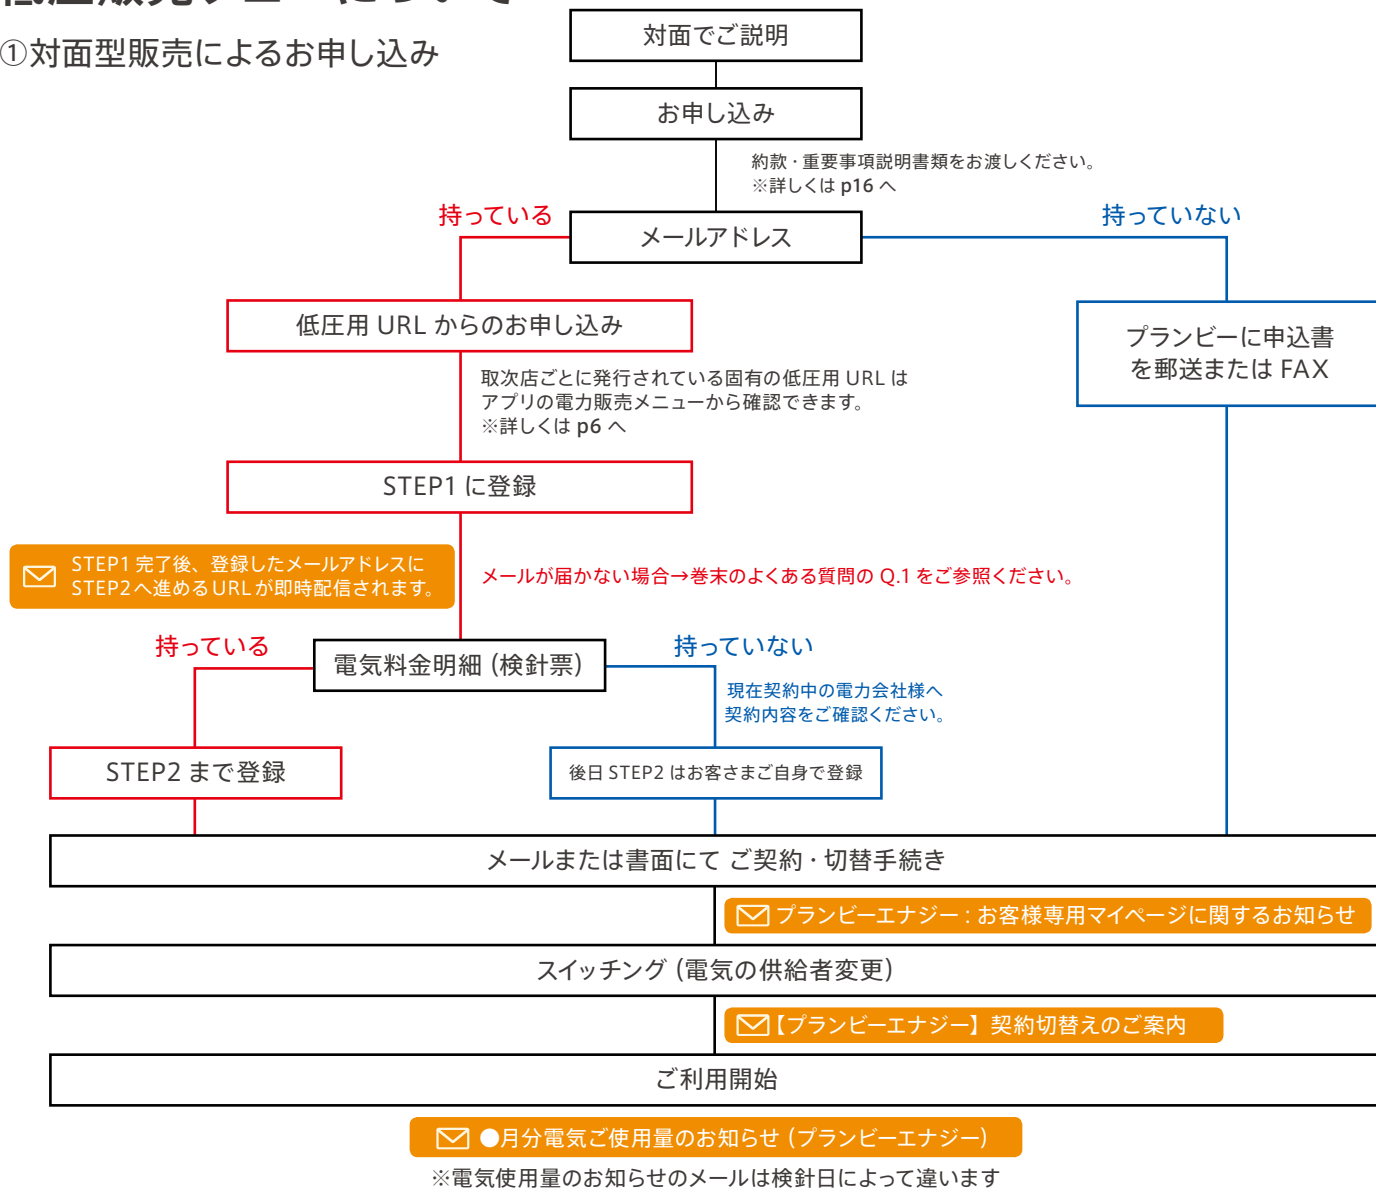 ①対面型販売によるお申し込み
対面でご説明
お申し込み
約款・重要事項説明書類をお渡しください。
※詳しくは p16 へ
持っている
メールアドレス
持っていない
低圧用 URL からのお申し込み
プランビーに申込書
を郵送または FAX
取次店ごとに発行されている固有の低圧用 URL は
アプリの電力販売メニューから確認できます。
※詳しくは p6 へ
STEP1 に登録
STEP1 完了後、登録したメールアドレスに
STEP2へ進めるURLが即時配信されます。
メールが届かない場合→巻末のよくある質問の Q.1 をご参照ください。
持っている
電気料金明細（検針票）
持っていない
現在契約中の電力会社様へ
契約内容をご確認ください。
STEP2 まで登録
後日 STEP2 はお客さまご自身で登録
メールまたは書面にて ご契約・切替手続き
プランビーエナジー : お客様専用マイページに関するお知らせ
スイッチング（電気の供給者変更）
【プランビーエナジー】契約切替えのご案内
ご利用開始
●月分電気ご使用量のお知らせ（プランビーエナジー）
※電気使用量のお知らせのメールは検針日によって違います